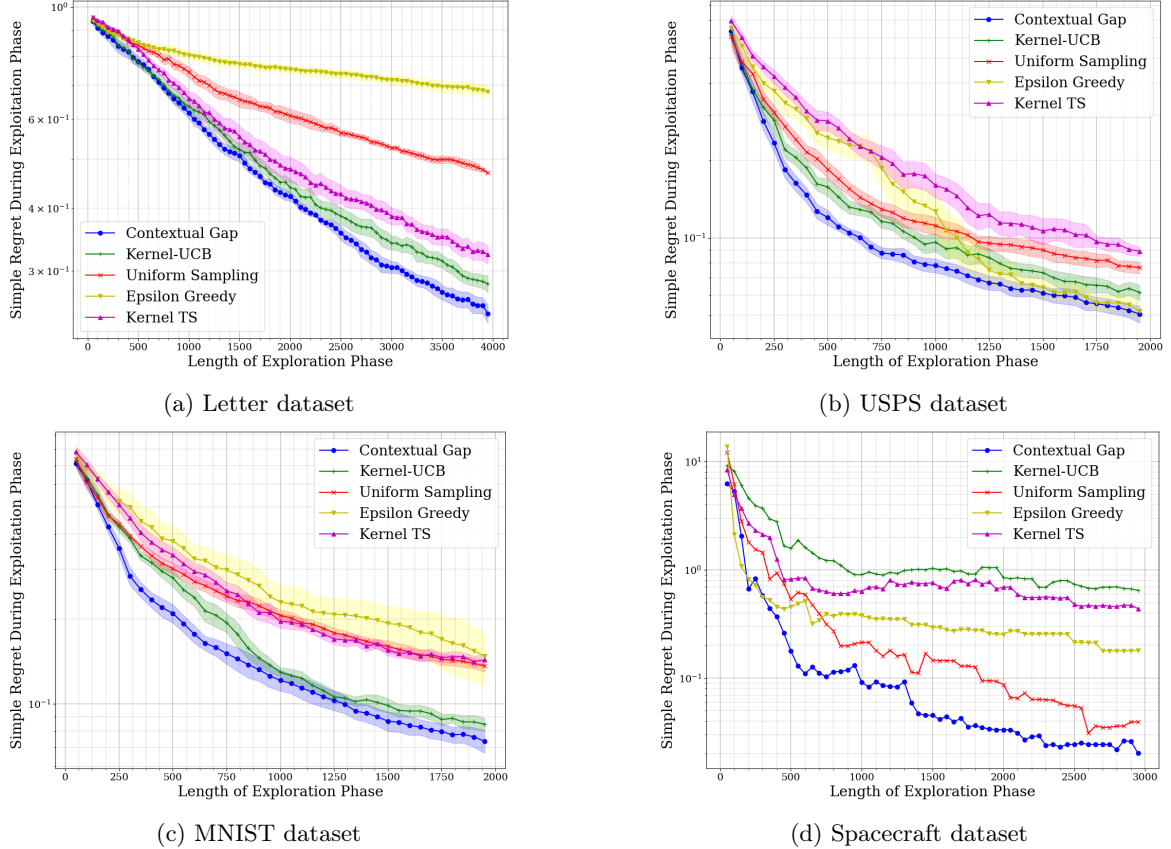 10⁰
6 × 10⁻¹
4 × 10⁻¹
3 × 10⁻¹
Simple Regret During Exploitation Phase
Contextual Gap
Kernel-UCB
Uniform Sampling
Epsilon Greedy
Kernel TS
0 500 1000 1500 2000 2500 3000 3500 4000
Length of Exploration Phase
(a) Letter dataset
Simple Regret During Exploitation Phase
10⁻¹
Contextual Gap
Kernel-UCB
Uniform Sampling
Epsilon Greedy
Kernel TS
0 250 500 750 1000 1250 1500 1750 2000
Length of Exploration Phase
(b) USPS dataset
Simple Regret During Exploitation Phase
10⁻¹
Contextual Gap
Kernel-UCB
Uniform Sampling
Epsilon Greedy
Kernel TS
0 250 500 750 1000 1250 1500 1750 2000
Length of Exploration Phase
(c) MNIST dataset
Simple Regret During Exploitation Phase
10¹
10⁰
10⁻¹
Contextual Gap
Kernel-UCB
Uniform Sampling
Epsilon Greedy
Kernel TS
0 500 1000 1500 2000 2500 3000
Length of Exploration Phase
(d) Spacecraft dataset